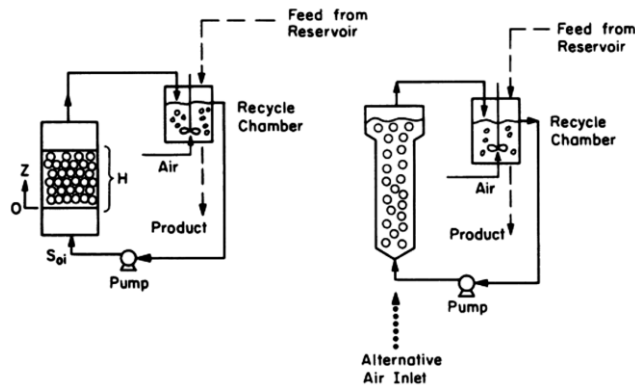 Feed from
Reservoir
Recycle
Chamber
Air
Product
Z
H
O
S₀ᵢ
Pump
Feed from
Reservoir
Recycle
Chamber
Air
Product
Pump
Alternative
Air Inlet